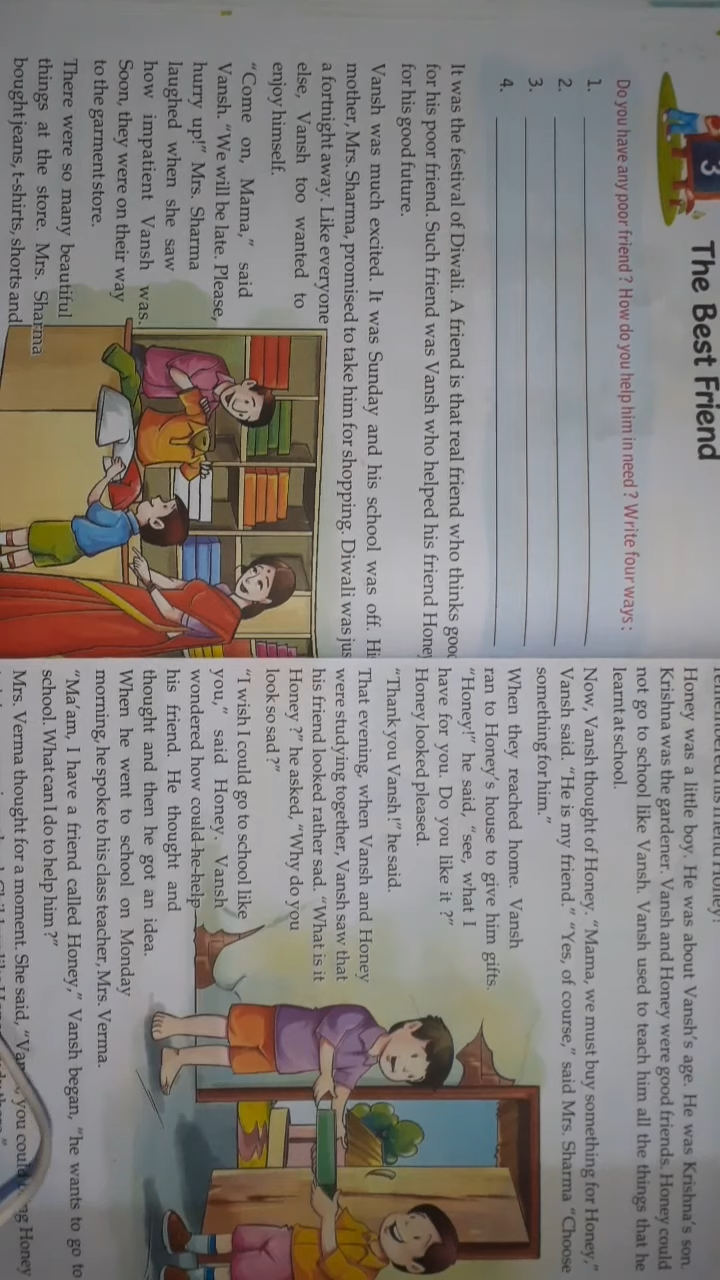 3
The Best Friend
Do you have any poor friend ? How do you help him in need ? Write four ways :
1.
2.
3.
4.
It was the festival of Diwali. A friend is that real friend who thinks good
for his poor friend. Such friend was Vansh who helped his friend Honey
for his good future.
Vansh was much excited. It was Sunday and his school was off. Hi
mother, Mrs. Sharma, promised to take him for shopping. Diwali was jus
a fortnight away. Like everyone
else, Vansh too wanted to
enjoy himself.
“Come on, Mama,” said
Vansh. “We will be late. Please,
hurry up!” Mrs. Sharma
laughed when she saw
how impatient Vansh was.
Soon, they were on their way
to the garment store.
There were so many beautiful
things at the store. Mrs. Sharma
bought jeans, t-shirts, shorts and
his friend Honey.
Honey was a little boy. He was about Vansh’s age. He was Krishna’s son.
Krishna was the gardener. Vansh and Honey were good friends. Honey could
not go to school like Vansh. Vansh used to teach him all the things that he
learnt at school.
Now, Vansh thought of Honey. “Mama, we must buy something for Honey,”
Vansh said. “He is my friend.” “Yes, of course,” said Mrs. Sharma “Choose
something for him.”
When they reached home. Vansh
ran to Honey’s house to give him gifts.
“Honey!” he said, “see, what I
have for you. Do you like it ?”
Honey looked pleased.
“Thank you Vansh!” he said.
That evening, when Vansh and Honey
were studying together, Vansh saw that
his friend looked rather sad. “What is it
Honey ?” he asked, “Why do you
look so sad ?”
“I wish I could go to school like
you,” said Honey. Vansh
wondered how could he help
his friend. He thought and
thought and then he got an idea.
When he went to school on Monday
morning, he spoke to his class teacher, Mrs. Verma.
“Ma’am, I have a friend called Honey,” Vansh began, “he wants to go to
school. What can I do to help him ?”
Mrs. Verma thought for a moment. She said, “Van you could Honey